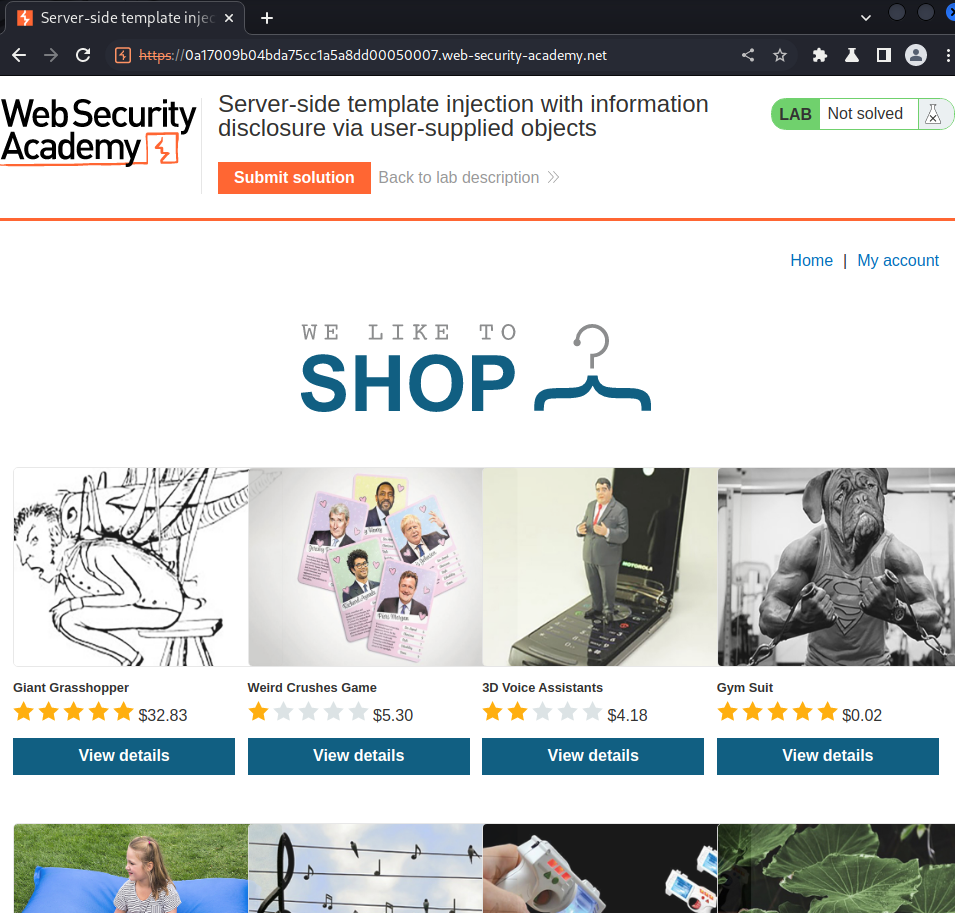 Server-side template injec
https://0a17009b04bda75cc1a5a8dd00050007.web-security-academy.net
Web Security
Academy
Server-side template injection with information
disclosure via user-supplied objects
LAB Not solved
Submit solution Back to lab description
Home | My account
WE LIKE TO
SHOP
MOTOROLA
Giant Grasshopper
$32.83
View details
Weird Crushes Game
$5.30
View details
3D Voice Assistants
$4.18
View details
Gym Suit
$0.02
View details